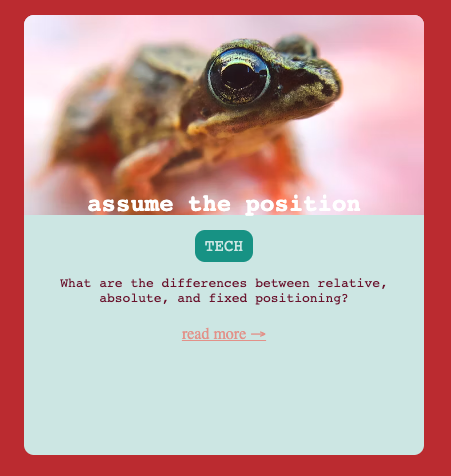 assume the position
TECH
What are the differences between relative,
absolute, and fixed positioning?
read more →